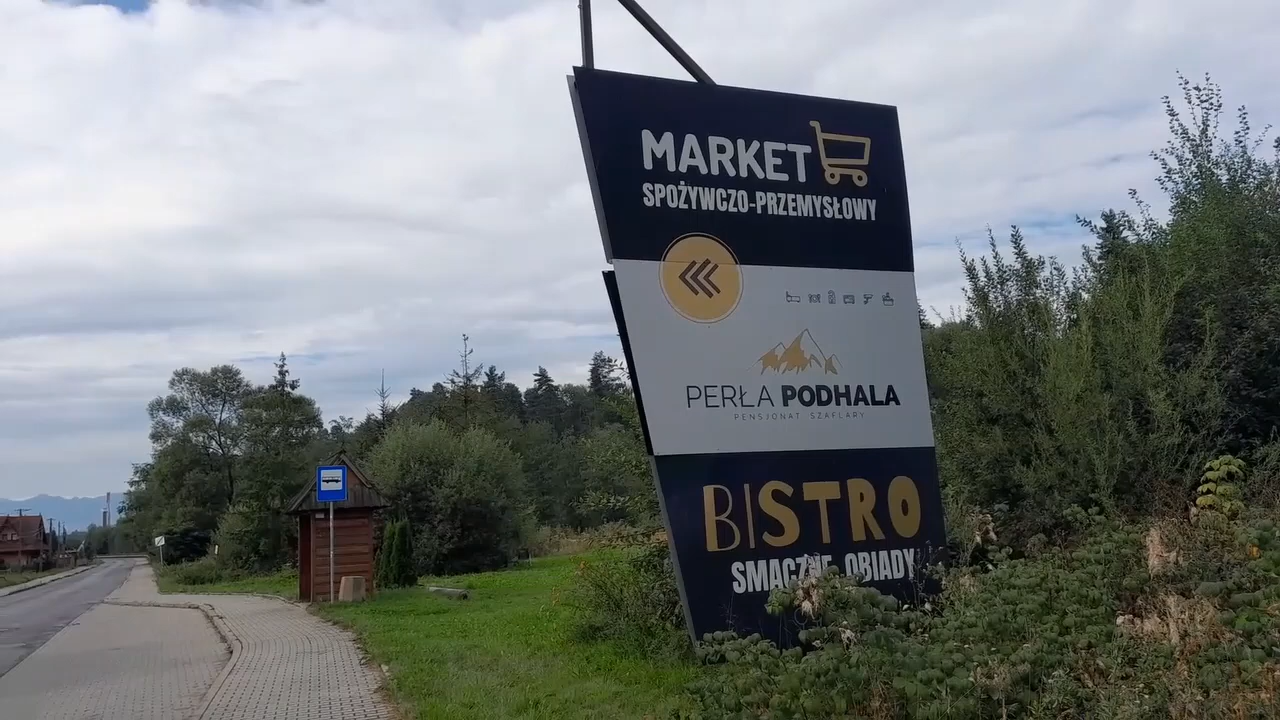 MARKET
SPOŻYWCZO-PRZEMYSŁOWY
PERŁA PODHALA
PENSJONAT SZAFLARY
BISTRO
SMACZNE OBIADY